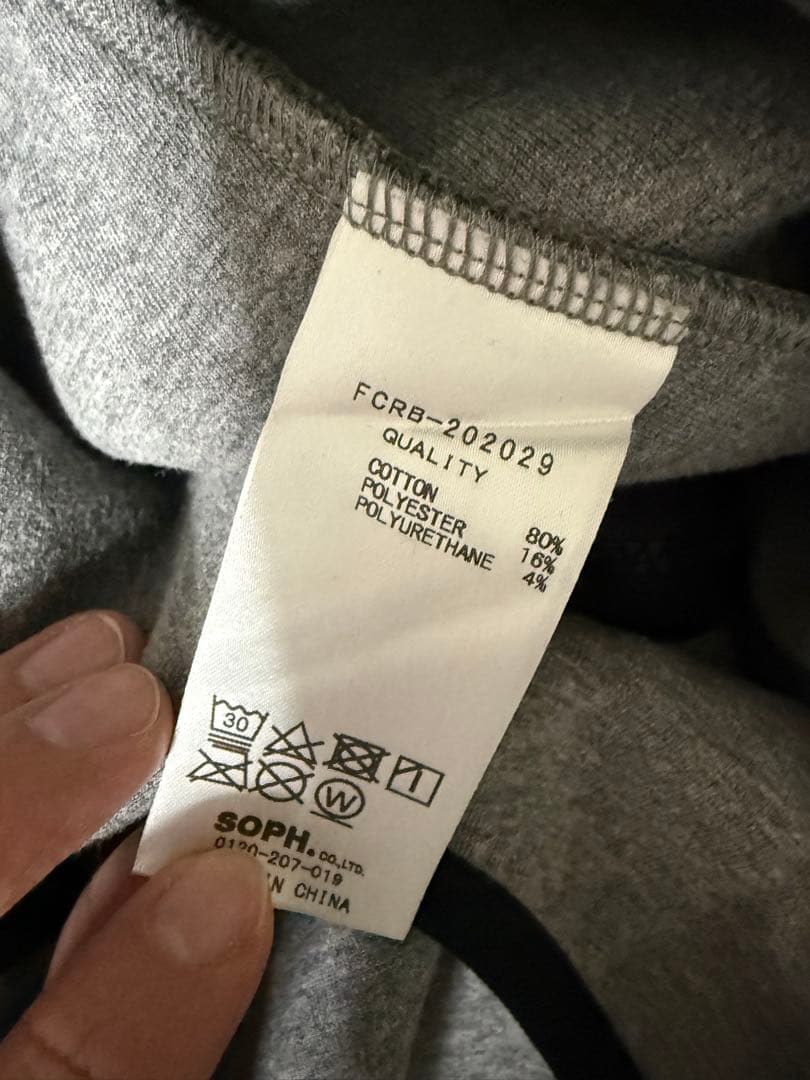 FCRB-202029
QUALITY
COTTON 80%
POLYESTER 16%
POLYURETHANE 4%
30
W
SOPH. CO.,LTD.
0120-207-019
IN CHINA